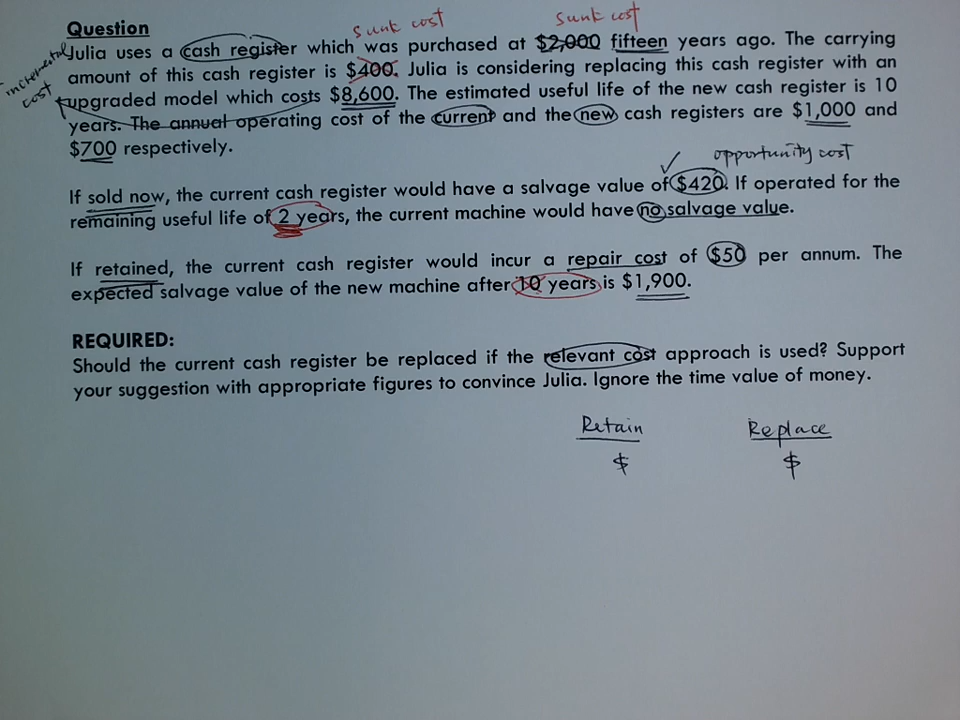 Question
sunk cost
sunk cost
Julia uses a cash register which was purchased at $2,000 fifteen years ago. The carrying
incremental
cost
amount of this cash register is $400. Julia is considering replacing this cash register with an
upgraded model which costs $8,600. The estimated useful life of the new cash register is 10
years. The annual operating cost of the current and the new cash registers are $1,000 and
$700 respectively.
opportunity cost
If sold now, the current cash register would have a salvage value of $420. If operated for the
remaining useful life of 2 years, the current machine would have no salvage value.
If retained, the current cash register would incur a repair cost of $50 per annum. The
expected salvage value of the new machine after 10 years is $1,900.
REQUIRED:
Should the current cash register be replaced if the relevant cost approach is used? Support
your suggestion with appropriate figures to convince Julia. Ignore the time value of money.
Retain Replace
$ $